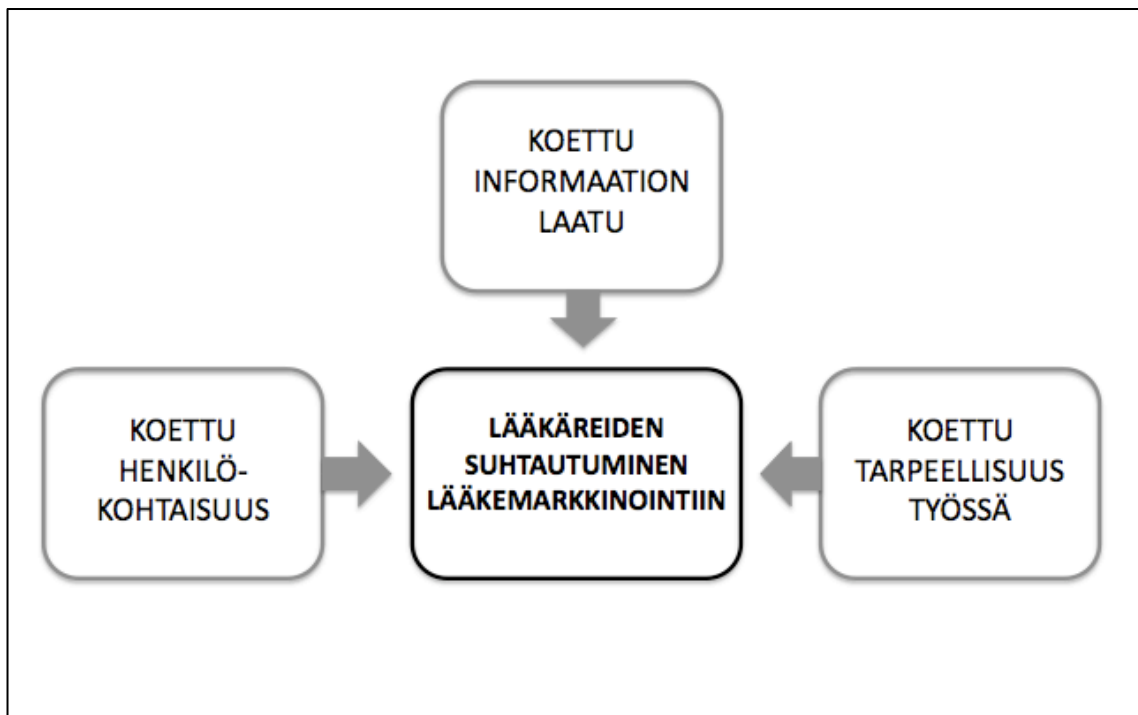 KOETTU
INFORMAATION
LAATU
KOETTU
HENKILÖ-
KOHTAISUUS
LÄÄKÄREIDEN
SUHTAUTUMINEN
LÄÄKEMARKKINOINTIIN
KOETTU
TARPEELLISUUS
TYÖSSÄ